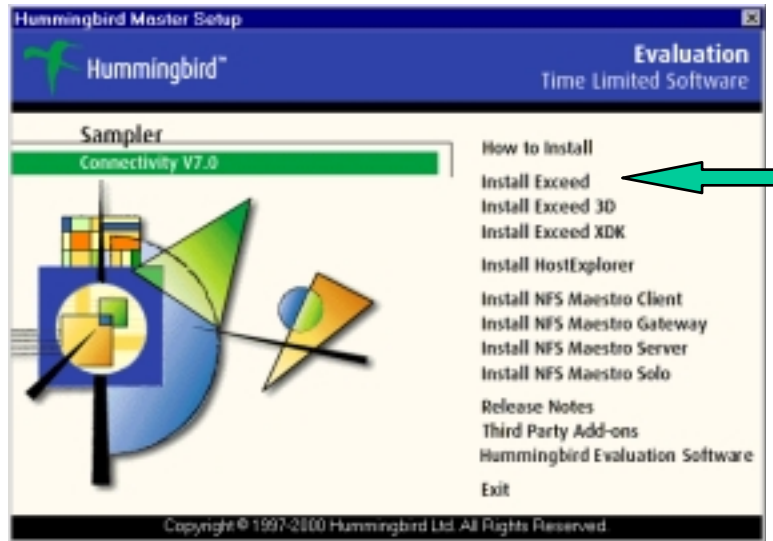 Hummingbird Master Setup
Hummingbird™
Evaluation
Time Limited Software
Sampler
Connectivity V7.0
How to Install
Install Exceed
Install Exceed 3D
Install Exceed XDK
Install HostExplorer
Install NFS Maestro Client
Install NFS Maestro Gateway
Install NFS Maestro Server
Install NFS Maestro Solo
Release Notes
Third Party Add-ons
Hummingbird Evaluation Software
Exit
Copyright © 1997-2000 Hummingbird Ltd. All Rights Reserved.